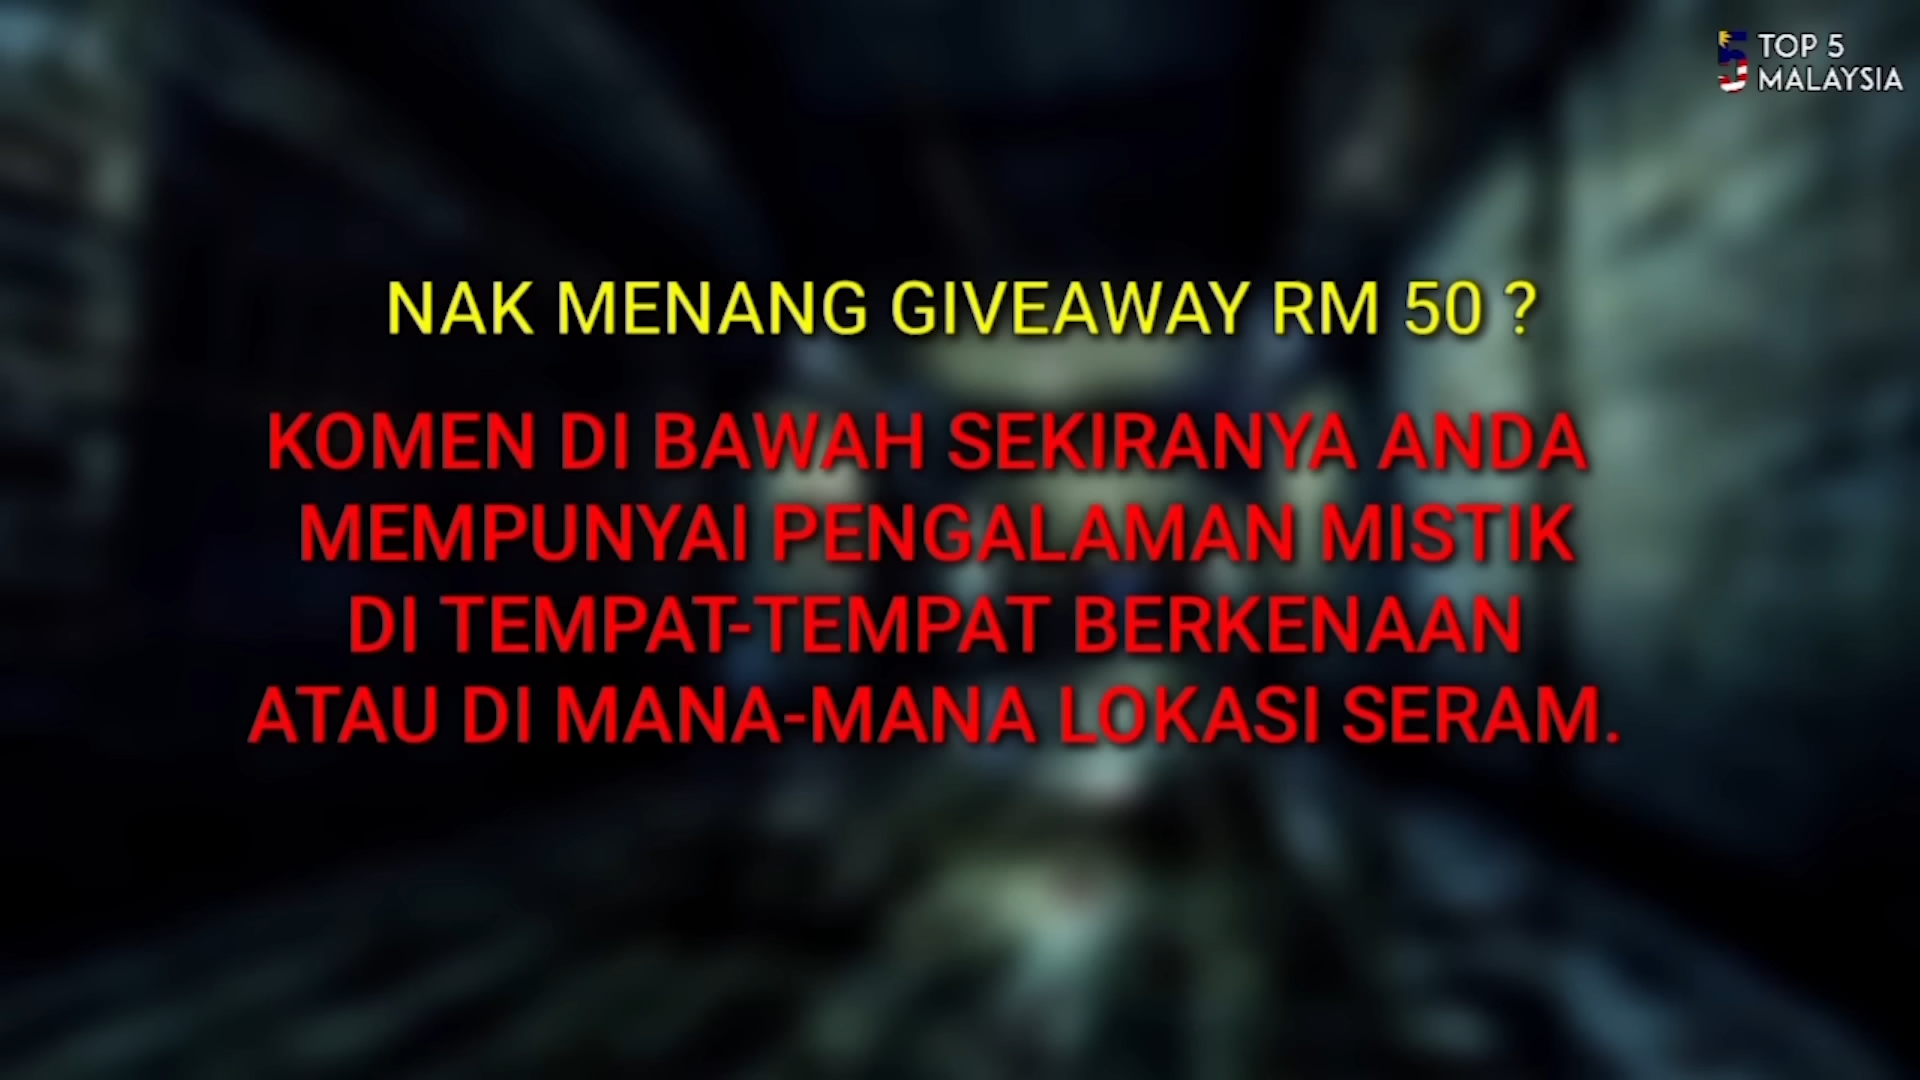 TOP 5
MALAYSIA
NAK MENANG GIVEAWAY RM 50 ?
KOMEN DI BAWAH SEKIRANYA ANDA
MEMPUNYAI PENGALAMAN MISTIK
DI TEMPAT-TEMPAT BERKENAAN
ATAU DI MANA-MANA LOKASI SERAM.